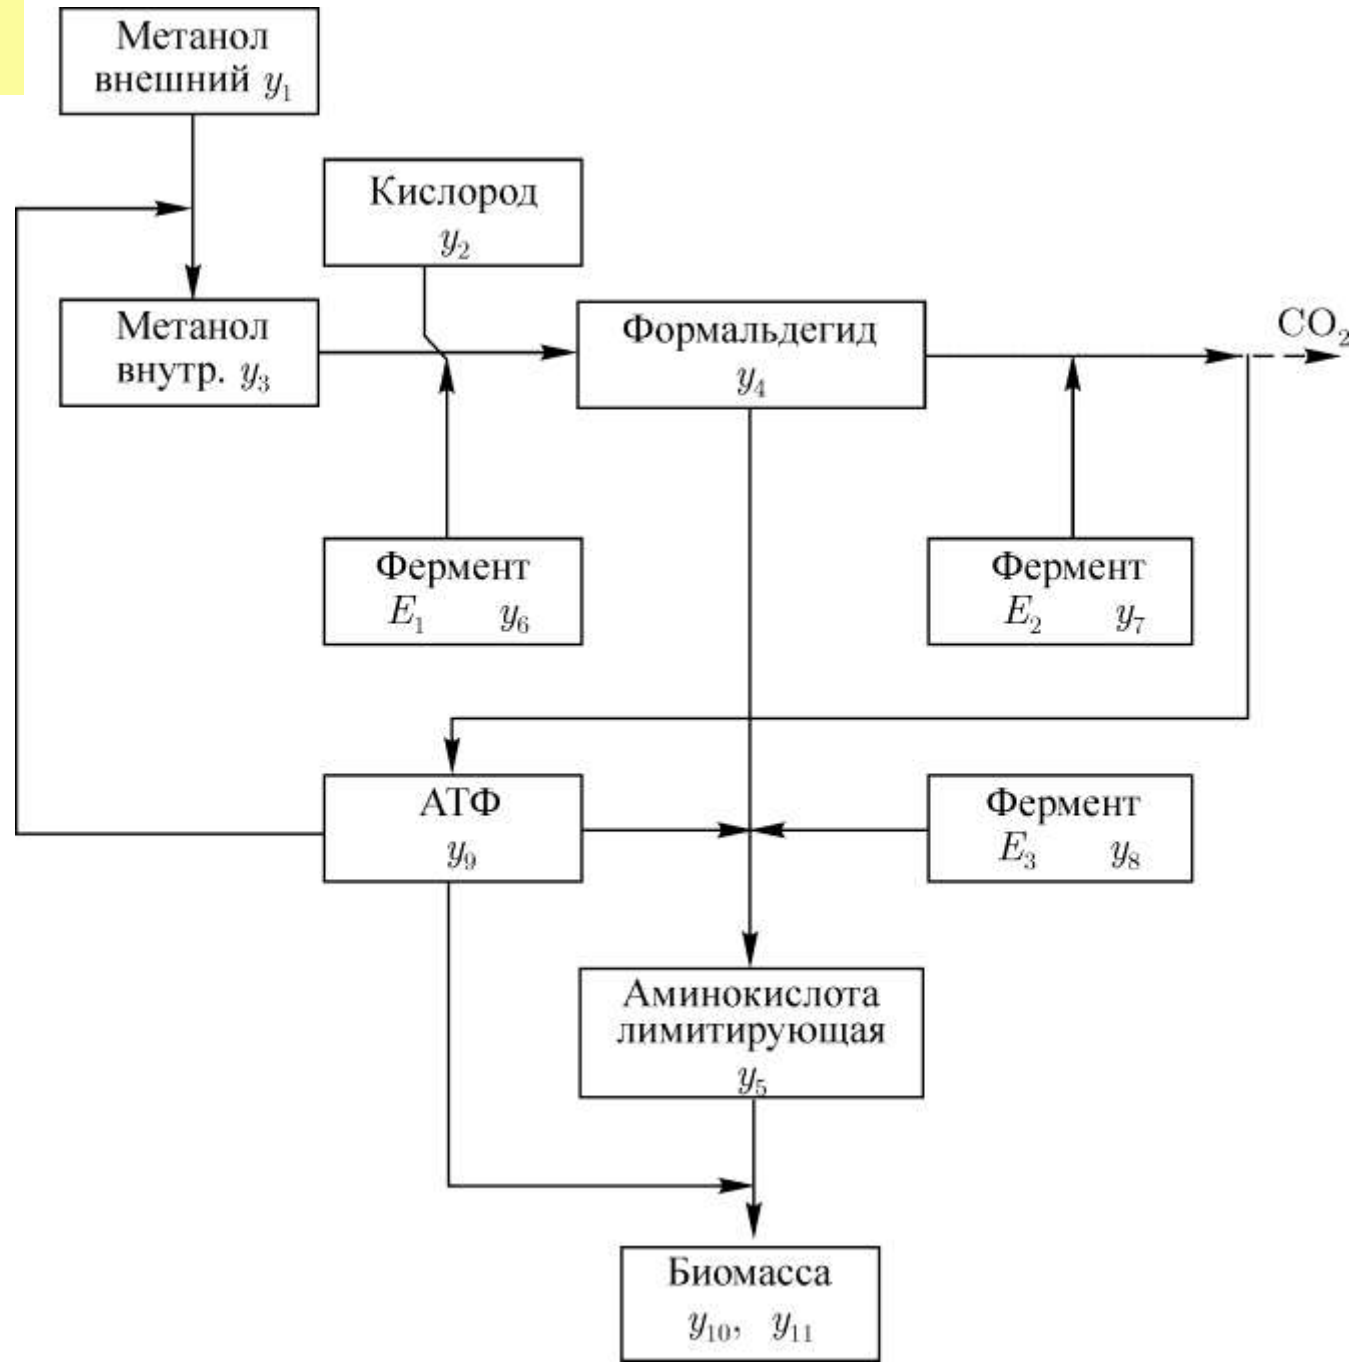 Метанол
внешний y₁
Кислород
y₂
Метанол
внутр. y₃
Формальдегид
y₄
CO₂
Фермент
E₁ y₆
Фермент
E₂ y₇
АТФ
y₉
Фермент
E₃ y₈
Аминокислота
лимитирующая
y₅
Биомасса
y₁₀, y₁₁